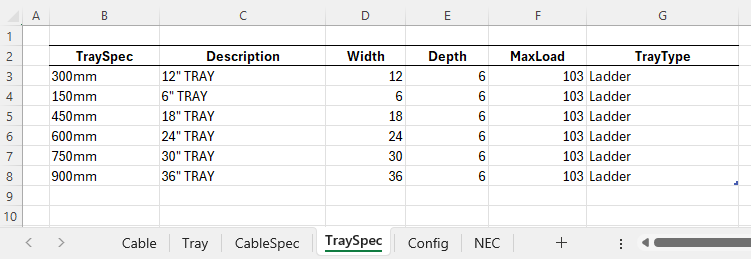 A B C D E F G
1
2 TraySpec Description Width Depth MaxLoad TrayType
3 300mm 12" TRAY 12 6 103 Ladder
4 150mm 6" TRAY 6 6 103 Ladder
5 450mm 18" TRAY 18 6 103 Ladder
6 600mm 24" TRAY 24 6 103 Ladder
7 750mm 30" TRAY 30 6 103 Ladder
8 900mm 36" TRAY 36 6 103 Ladder
9
10
Cable Tray CableSpec TraySpec Config NEC